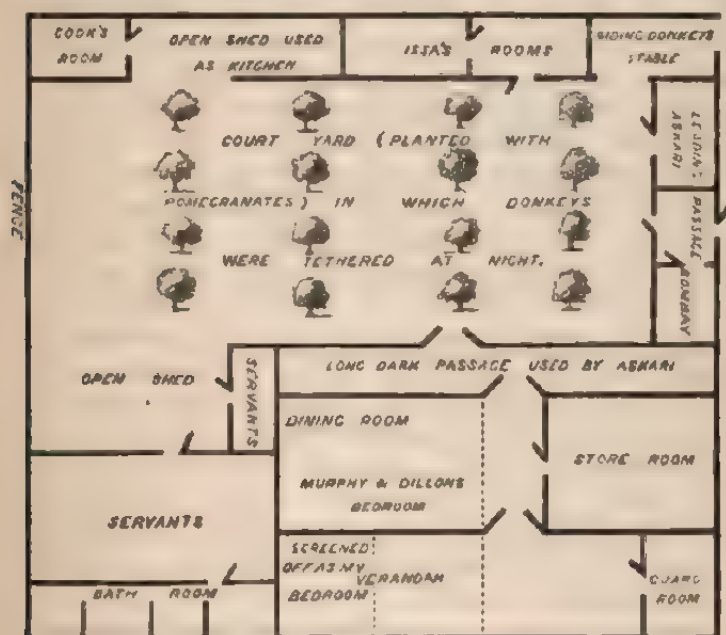 COOK'S
ROOM
OPEN SHED USED
AS KITCHEN
ISSA'S ROOMS
RIDING DONKEYS
STABLE
FENCE
COURT YARD (PLANTED WITH
POMEGRANATES) IN WHICH DONKEYS
WERE TETHERED AT NIGHT.
LEADING
ASKARI
PASSAGE
BOMBAY
OPEN SHED
SERVANTS
LONG DARK PASSAGE USED BY ASKARI
DINING ROOM
MURPHY & DILLONS
BEDROOM
STORE ROOM
SERVANTS
SCREENED
OFF AS MY
BEDROOM
VERANDAH
GUARD
ROOM
BATH ROOM